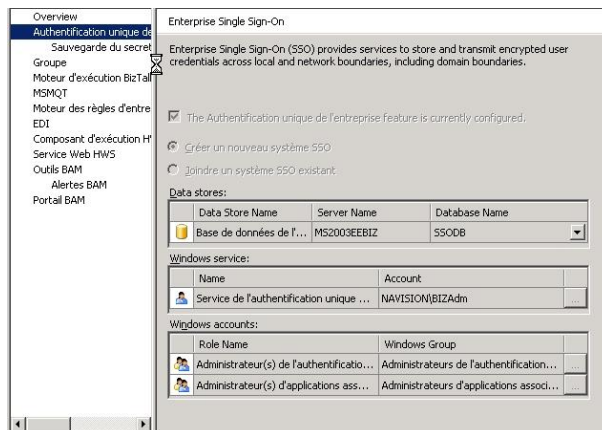 Overview
Authentification unique de
Sauvegarde du secret
Groupe
Moteur d'exécution BizTal
MSMQT
Moteur des règles d'entre
EDI
Composant d'exécution H
Service Web HWS
Outils BAM
Alertes BAM
Portail BAM
Enterprise Single Sign-On
Enterprise Single Sign-On (SSO) provides services to store and transmit encrypted user
credentials across local and network boundaries, including domain boundaries.
The Authentification unique de l'entreprise feature is currently configured.
Créer un nouveau système SSO
Joindre un système SSO existant
Data stores:
Data Store Name Server Name Database Name
Base de données de l'... MS2003EEBIZ SSODB
Windows service:
Name Account
Service de l'authentification unique ... NAVISION\BIZAdm ...
Windows accounts:
Role Name Windows Group
Administrateur(s) de l'authentificatio... Administrateurs de l'authentification... ...
Administrateur(s) d'applications ass... Administrateurs d'applications associ... ...